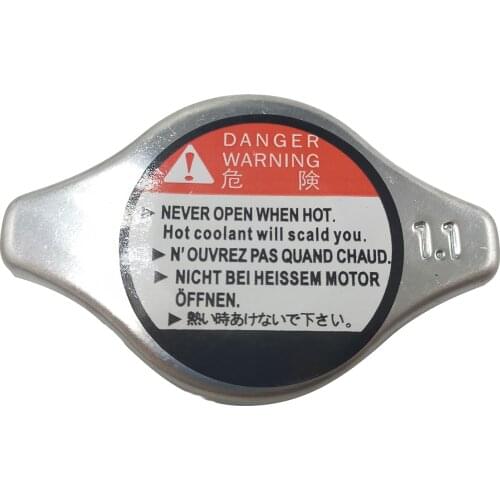 DANGER
WARNING
危 険
NEVER OPEN WHEN HOT.
Hot coolant will scald you.
▶ N'OUVREZ PAS QUAND CHAUD.
▶ NICHT BEI HEISSEM MOTOR
ÖFFNEN.
▶ 熱い時あけないで下さい。
1.1